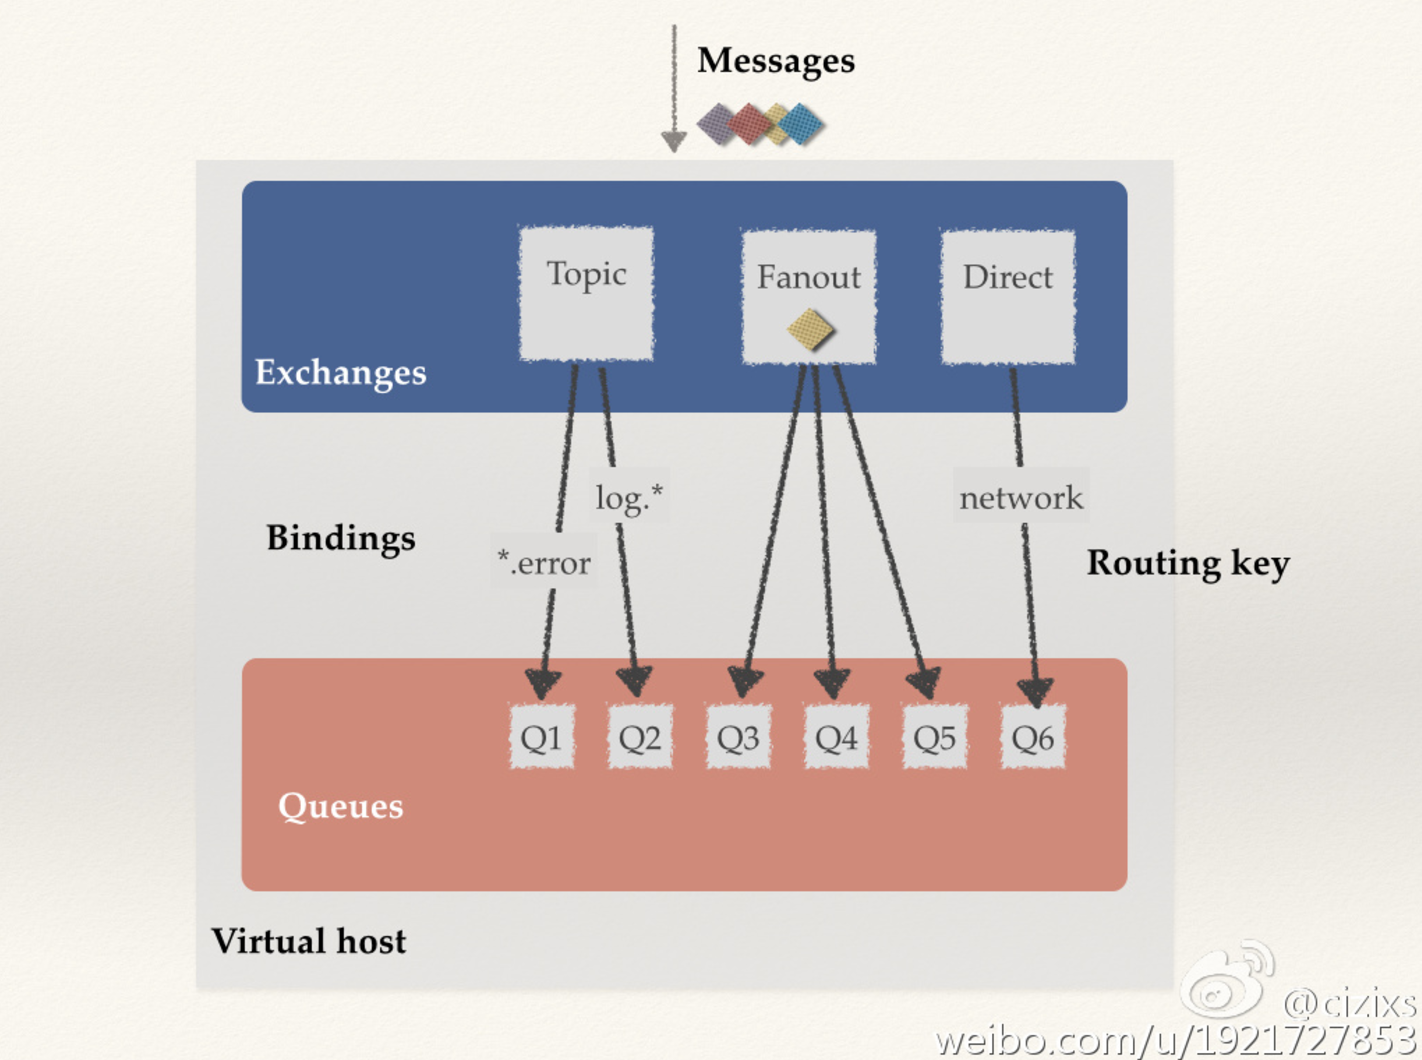 Messages
Topic
Fanout
Direct
Exchanges
log.*
network
Bindings
*.error
Routing key
Q1
Q2
Q3
Q4
Q5
Q6
Queues
Virtual host
@cizixs
weibo.com/u/1921727853